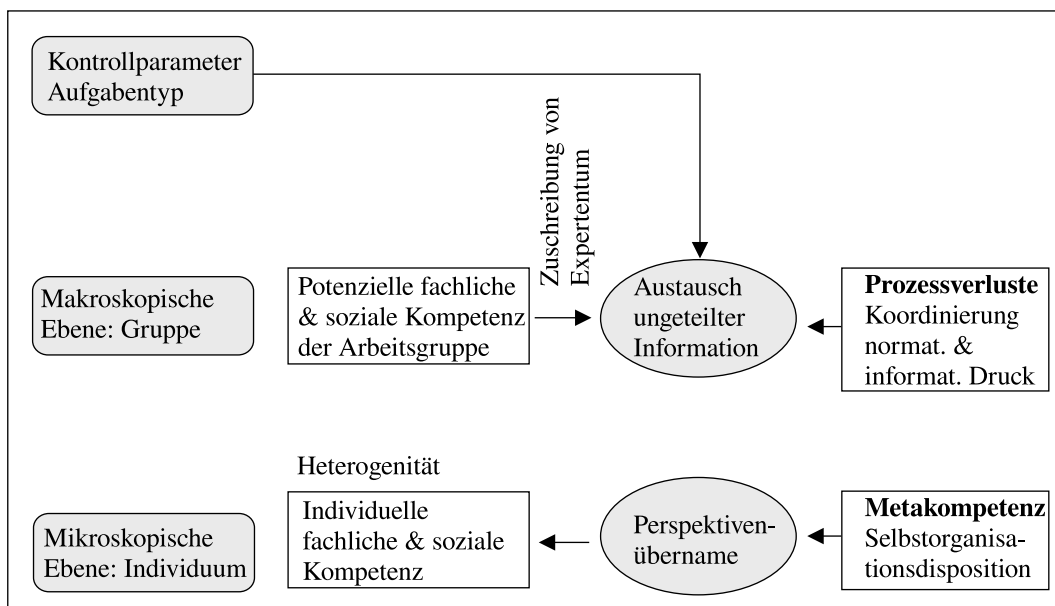 Kontrollparameter
Aufgabentyp
Zuschreibung von
Expertentum
Makroskopische
Ebene: Gruppe
Potenzielle fachliche
& soziale Kompetenz
der Arbeitsgruppe
Austausch
ungeteilter
Information
Prozessverluste
Koordinierung
normat. &
informat. Druck
Heterogenität
Mikroskopische
Ebene: Individuum
Individuelle
fachliche & soziale
Kompetenz
Perspektiven-
übername
Metakompetenz
Selbstorganisa-
tionsdisposition